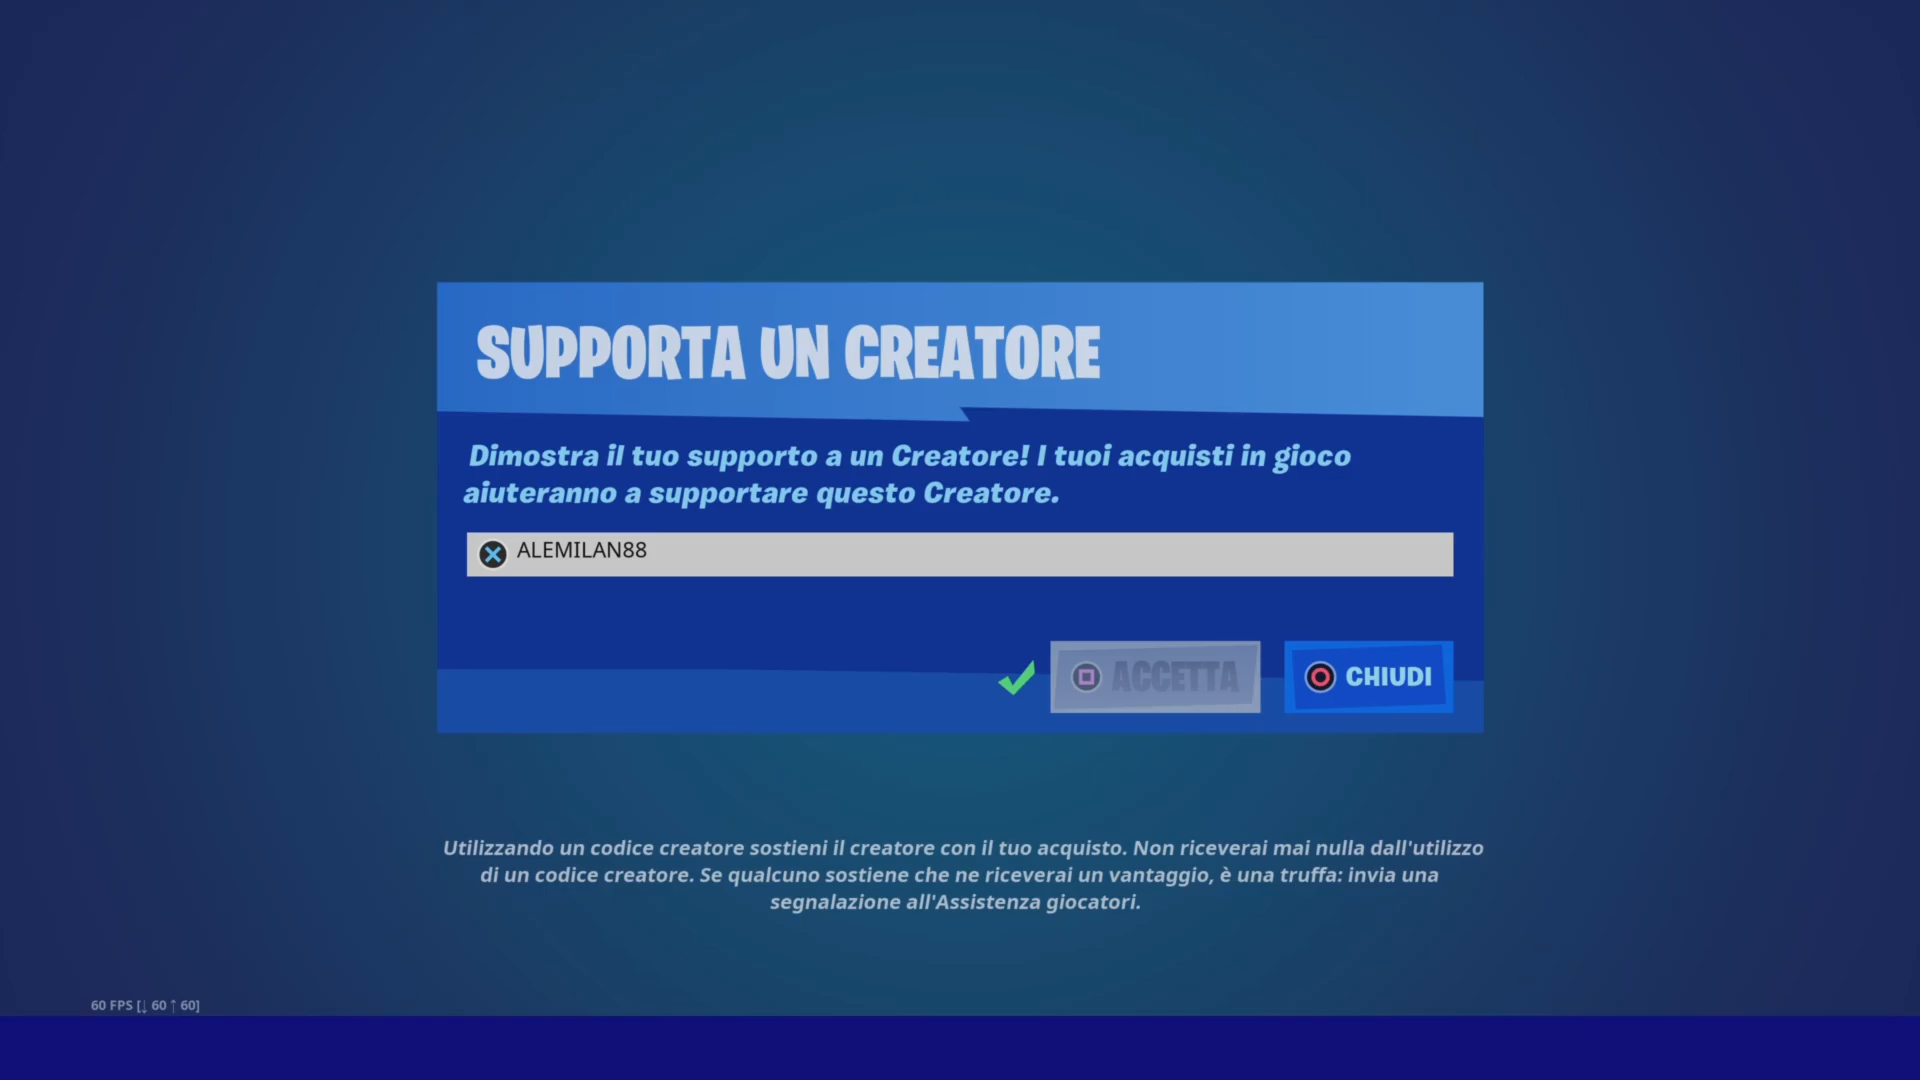 SUPPORTA UN CREATORE
Dimostra il tuo supporto a un Creatore! I tuoi acquisti in gioco
aiuteranno a supportare questo Creatore.
ALEMILAN88
ACCETTA
CHIUDI
Utilizzando un codice creatore sostieni il creatore con il tuo acquisto. Non riceverai mai nulla dall'utilizzo
di un codice creatore. Se qualcuno sostiene che ne riceverai un vantaggio, è una truffa: invia una
segnalazione all'Assistenza giocatori.
60 FPS [↓ 60 ↑ 60]